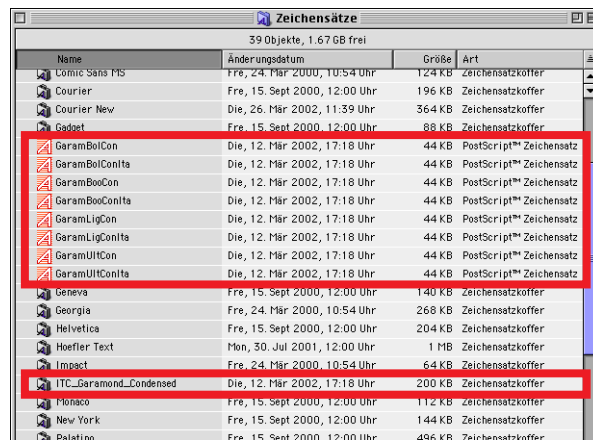 Zeichensätze
39 Objekte, 1.67 GB frei
Name Änderungsdatum Größe Art
Comic Sans MS Fre, 24. Mär 2000, 10:54 Uhr 124 KB Zeichensatzkoffer
Courier Fre, 15. Sept 2000, 12:00 Uhr 196 KB Zeichensatzkoffer
Courier New Die, 26. Mär 2002, 11:39 Uhr 364 KB Zeichensatzkoffer
Gadget Fre, 15. Sept 2000, 12:00 Uhr 88 KB Zeichensatzkoffer
GaramBolCon Die, 12. Mär 2002, 17:18 Uhr 44 KB PostScript™ Zeichensatz
GaramBolConIta Die, 12. Mär 2002, 17:18 Uhr 44 KB PostScript™ Zeichensatz
GaramBooCon Die, 12. Mär 2002, 17:18 Uhr 44 KB PostScript™ Zeichensatz
GaramBooConIta Die, 12. Mär 2002, 17:18 Uhr 44 KB PostScript™ Zeichensatz
GaramLigCon Die, 12. Mär 2002, 17:18 Uhr 44 KB PostScript™ Zeichensatz
GaramLigConIta Die, 12. Mär 2002, 17:18 Uhr 44 KB PostScript™ Zeichensatz
GaramUltCon Die, 12. Mär 2002, 17:18 Uhr 44 KB PostScript™ Zeichensatz
GaramUltConIta Die, 12. Mär 2002, 17:18 Uhr 44 KB PostScript™ Zeichensatz
Geneva Fre, 15. Sept 2000, 12:00 Uhr 140 KB Zeichensatzkoffer
Georgia Fre, 24. Mär 2000, 10:54 Uhr 268 KB Zeichensatzkoffer
Helvetica Fre, 15. Sept 2000, 12:00 Uhr 204 KB Zeichensatzkoffer
Hoefler Text Mon, 30. Jul 2001, 12:00 Uhr 1 MB Zeichensatzkoffer
Impact Fre, 24. Mär 2000, 10:54 Uhr 64 KB Zeichensatzkoffer
ITC_Garamond_Condensed Die, 12. Mär 2002, 17:18 Uhr 200 KB Zeichensatzkoffer
Monaco Fre, 15. Sept 2000, 12:00 Uhr 112 KB Zeichensatzkoffer
New York Fre, 15. Sept 2000, 12:00 Uhr 144 KB Zeichensatzkoffer
Palatino Fre, 15. Sept 2000, 12:00 Uhr 496 KB Zeichensatzkoffer